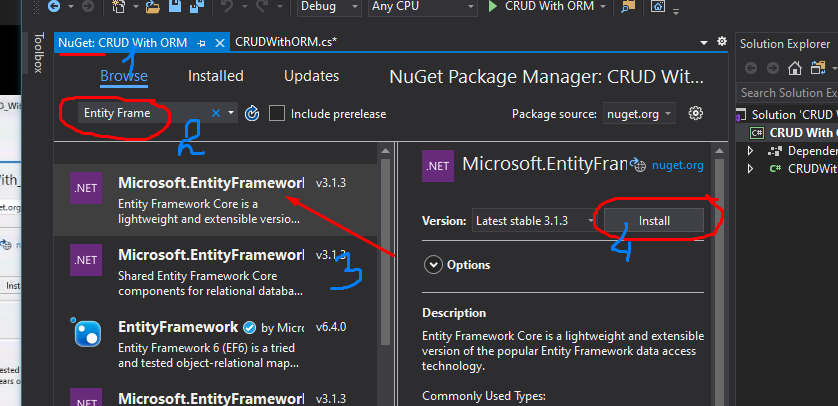 Debug Any CPU CRUD With ORM
Toolbox
NuGet: CRUD With ORM CRUDWithORM.cs*
1
Browse Installed Updates NuGet Package Manager: CRUD Wit...
Entity Frame Include prerelease Package source: nuget.org
2
.NET Microsoft.EntityFramewor v3.1.3
Entity Framework Core is a
lightweight and extensible versio...
.NET Microsoft.EntityFramewor v3.1.3
Shared Entity Framework Core
components for relational databa...
3
EntityFramework by Micro v6.4.0
Entity Framework 6 (EF6) is a tried
and tested object-relational map...
.NET Microsoft.EntityFramewor v3.1.3
.NET Microsoft.EntityFram nuget.org
Version: Latest stable 3.1.3 Install
4
Options
Description
Entity Framework Core is a lightweight and extensible
version of the popular Entity Framework data access
technology.
Commonly Used Types:
Solution Explorer
Search Solution Ex
Solution 'CRUD W
C# CRUD With O
Dependen
C# CRUDWit